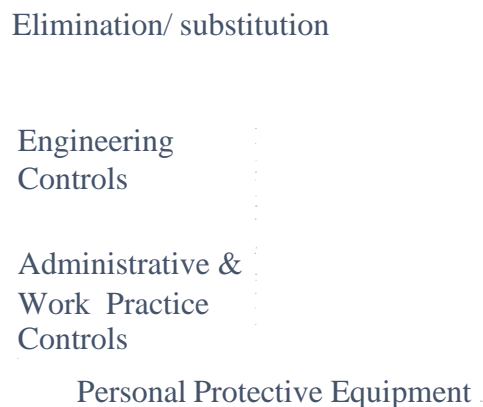 Elimination/ substitution
Engineering
Controls
Administrative &
Work Practice
Controls
Personal Protective Equipment